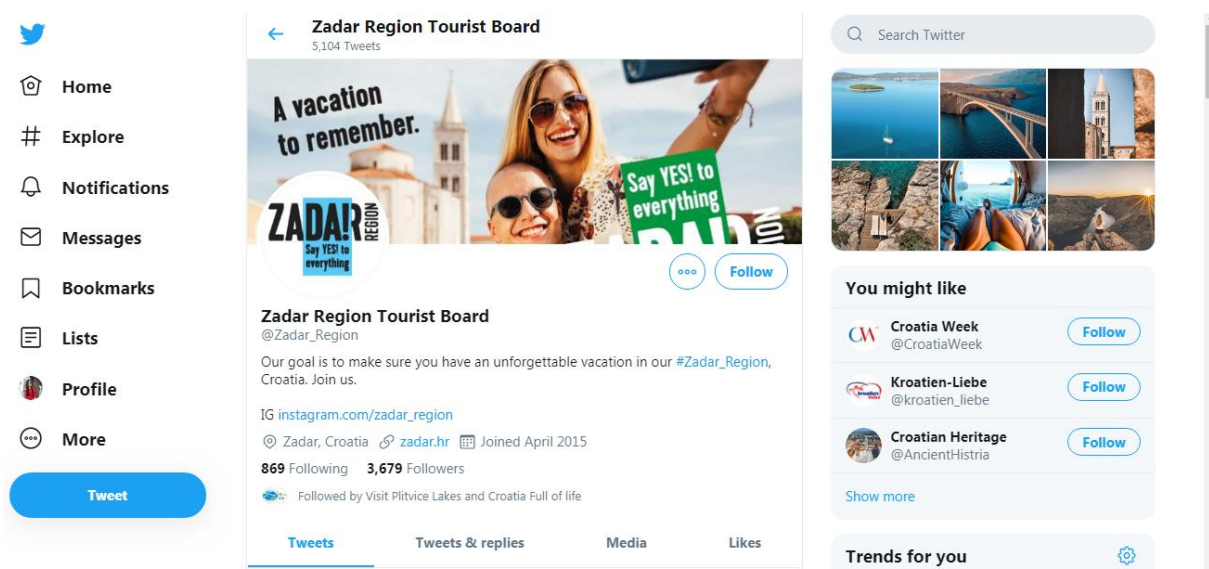 Home
Explore
Notifications
Messages
Bookmarks
Lists
Profile
More
Tweet
Zadar Region Tourist Board
5,104 Tweets
A vacation
to remember.
Say YES! to
everything
ZADAR!
REGION
Say YES! to
everything
Follow
Zadar Region Tourist Board
@Zadar_Region
Our goal is to make sure you have an unforgettable vacation in our #Zadar_Region,
Croatia. Join us.
IG instagram.com/zadar_region
Zadar, Croatia zadar.hr Joined April 2015
869 Following 3,679 Followers
Followed by Visit Plitvice Lakes and Croatia Full of life
Tweets Tweets & replies Media Likes
Search Twitter
You might like
CW Croatia Week
@CroatiaWeek
Follow
Kroatien-Liebe
@kroatien_liebe
Follow
Croatian Heritage
@AncientHistria
Follow
Show more
Trends for you